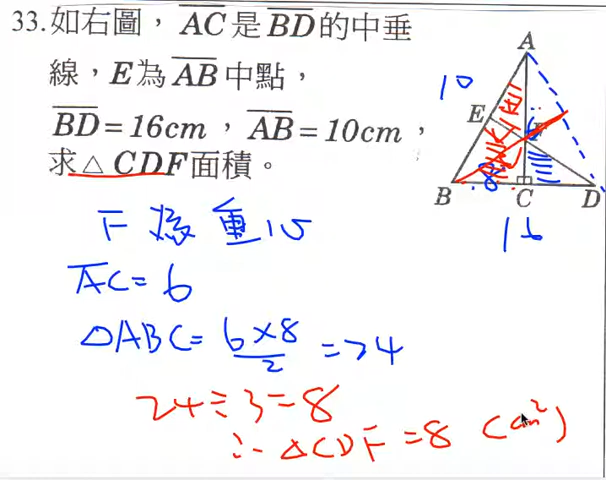 33.如右圖，AC是BD的中垂
線，E為AB中點，
BD=16cm，AB=10cm，
求△CDF面積。
A
10
E
F
8
B
C
D
16
F 為 重心
AC=6
△ABC=6×8/2=24
24÷3=8
∴△CDF=8 (cm²)